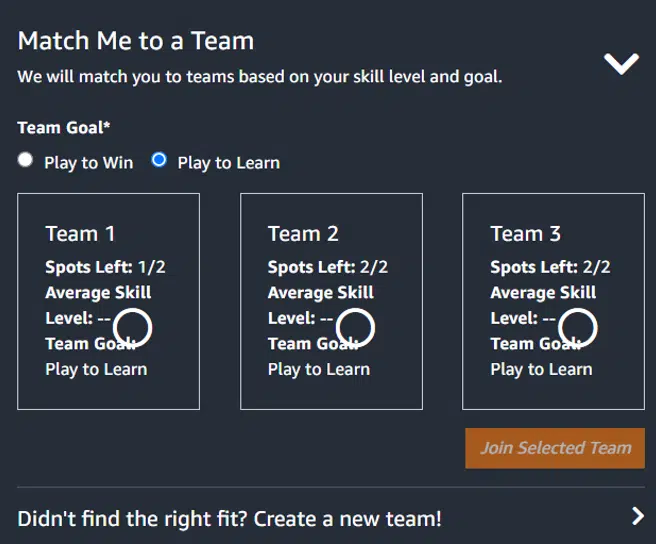 Match Me to a Team
We will match you to teams based on your skill level and goal.
Team Goal*
Play to Win Play to Learn
Team 1
Spots Left: 1/2
Average Skill
Level: --
Team Goal:
Play to Learn
Team 2
Spots Left: 2/2
Average Skill
Level: --
Team Goal:
Play to Learn
Team 3
Spots Left: 2/2
Average Skill
Level: --
Team Goal:
Play to Learn
Join Selected Team
Didn't find the right fit? Create a new team!